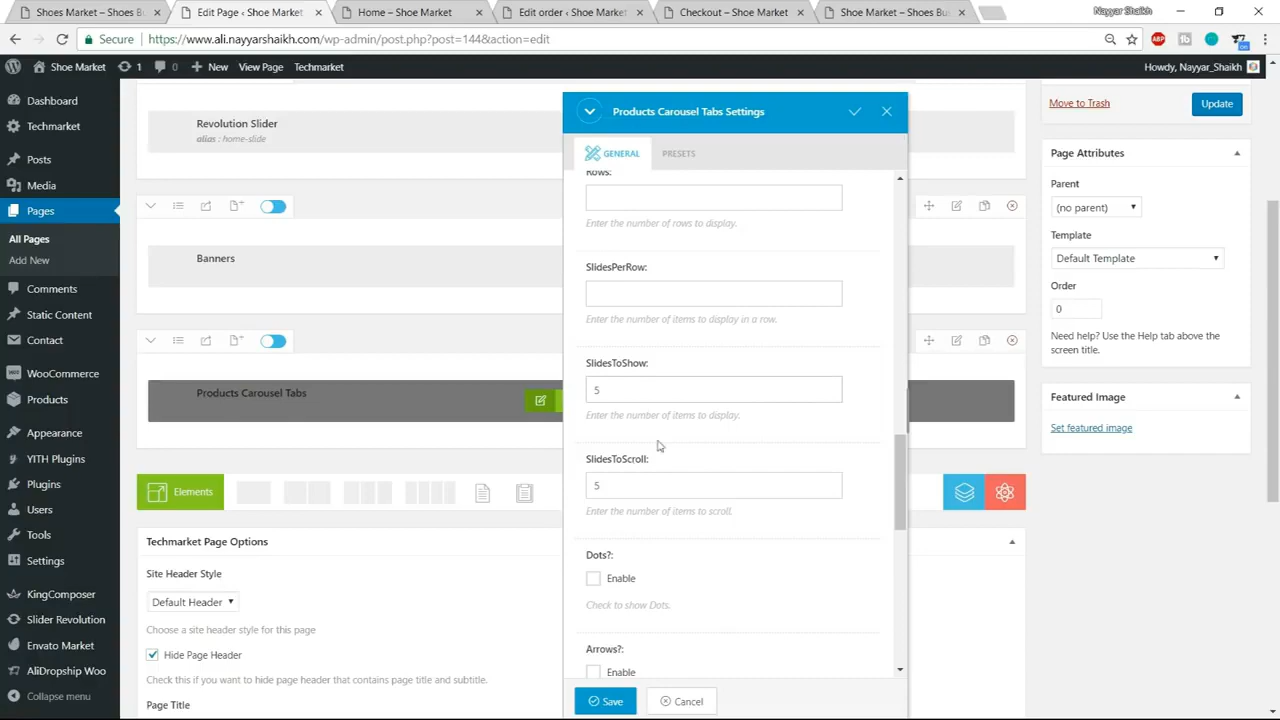 Shoes Market – Shoes B
Edit Page ‹ Shoe Market
Home – Shoe Market
Edit order ‹ Shoe Market
Checkout – Shoe Market
Shoe Market – Shoes Bu
Nayyar Shaikh
Secure
https://www.ali.nayyarshaikh.com/wp-admin/post.php?post=144&action=edit
Shoe Market
1
0
New
View Page
Techmarket
Howdy, Nayyar_Shaikh
Dashboard
Techmarket
Posts
Media
Pages
All Pages
Add New
Comments
Static Content
Contact
WooCommerce
Products
Appearance
YITH Plugins
Plugins
Users
Tools
Settings
KingComposer
Slider Revolution
Envato Market
AliDropship Woo
Collapse menu
Revolution Slider
alias : home-slide
Banners
Products Carousel Tabs
Elements
Techmarket Page Options
Site Header Style
Default Header
Choose a site header style for this page
Hide Page Header
Check this if you want to hide page header that contains page title and subtitle.
Page Title
Products Carousel Tabs Settings
GENERAL
PRESETS
Rows:
Enter the number of rows to display.
SlidesPerRow:
Enter the number of items to display in a row.
SlidesToShow:
5
Enter the number of items to display.
SlidesToScroll:
5
Enter the number of items to scroll.
Dots?:
Enable
Check to show Dots.
Arrows?:
Enable
Save
Cancel
Move to Trash
Update
Page Attributes
Parent
(no parent)
Template
Default Template
Order
0
Need help? Use the Help tab above the
screen title.
Featured Image
Set featured image